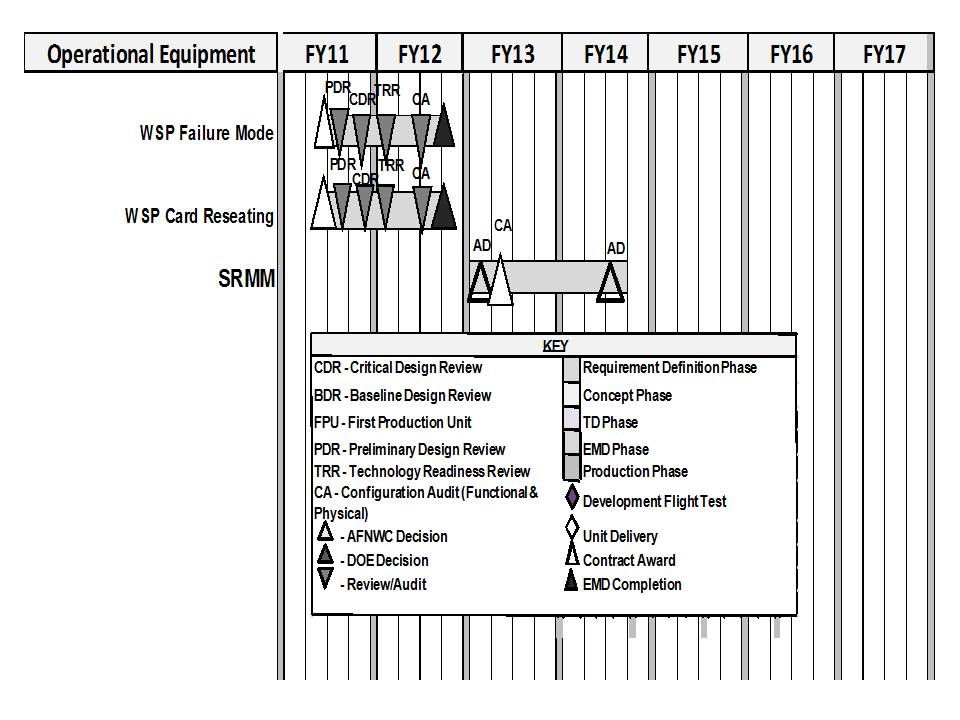 Operational Equipment FY11 FY12 FY13 FY14 FY15 FY16 FY17
PDR CDR TRR CA
WSP Failure Mode
PDR CDR TRR CA
WSP Card Reseating
AD CA AD
SRMM
KEY
CDR - Critical Design Review Requirement Definition Phase
BDR - Baseline Design Review Concept Phase
FPU - First Production Unit TD Phase
PDR - Preliminary Design Review EMD Phase
TRR - Technology Readiness Review Production Phase
CA - Configuration Audit (Functional & Development Flight Test
Physical)
- AFNWC Decision Unit Delivery
- DOE Decision Contract Award
- Review/Audit EMD Completion